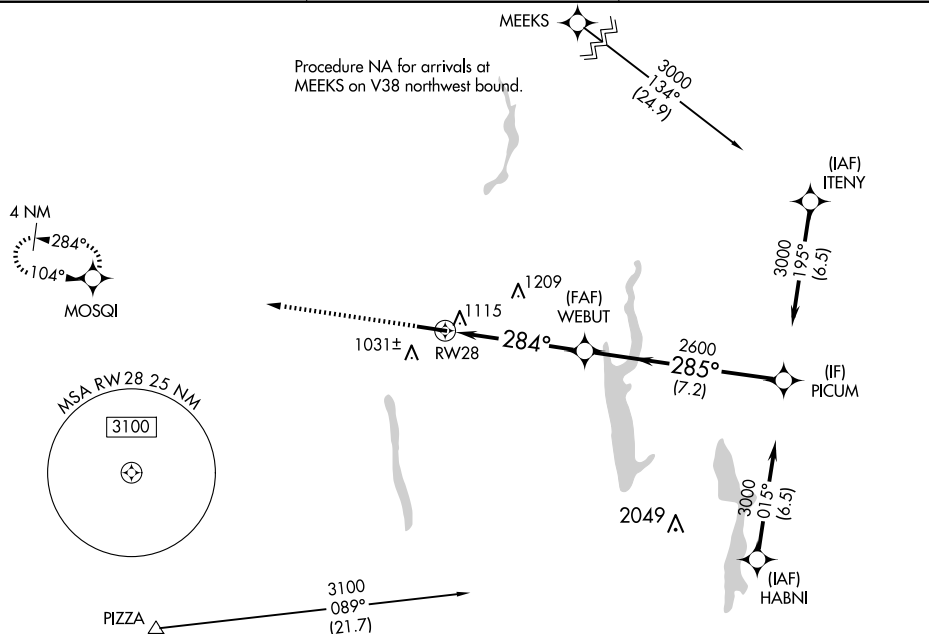 MEEKS
Procedure NA for arrivals at
MEEKS on V38 northwest bound.
3000
134°
(24.9)
(IAF)
ITENY
3000
195°
(6.5)
4 NM
284°
104°
MOSQI
1209
1115
1031±
RW28
(FAF)
WEBUT
284°
2600
285°
(7.2)
(IF)
PICUM
MSA RW 28 25 NM
3100
2049
3000
015°
(6.5)
(IAF)
HABNI
PIZZA
3100
089°
(21.7)